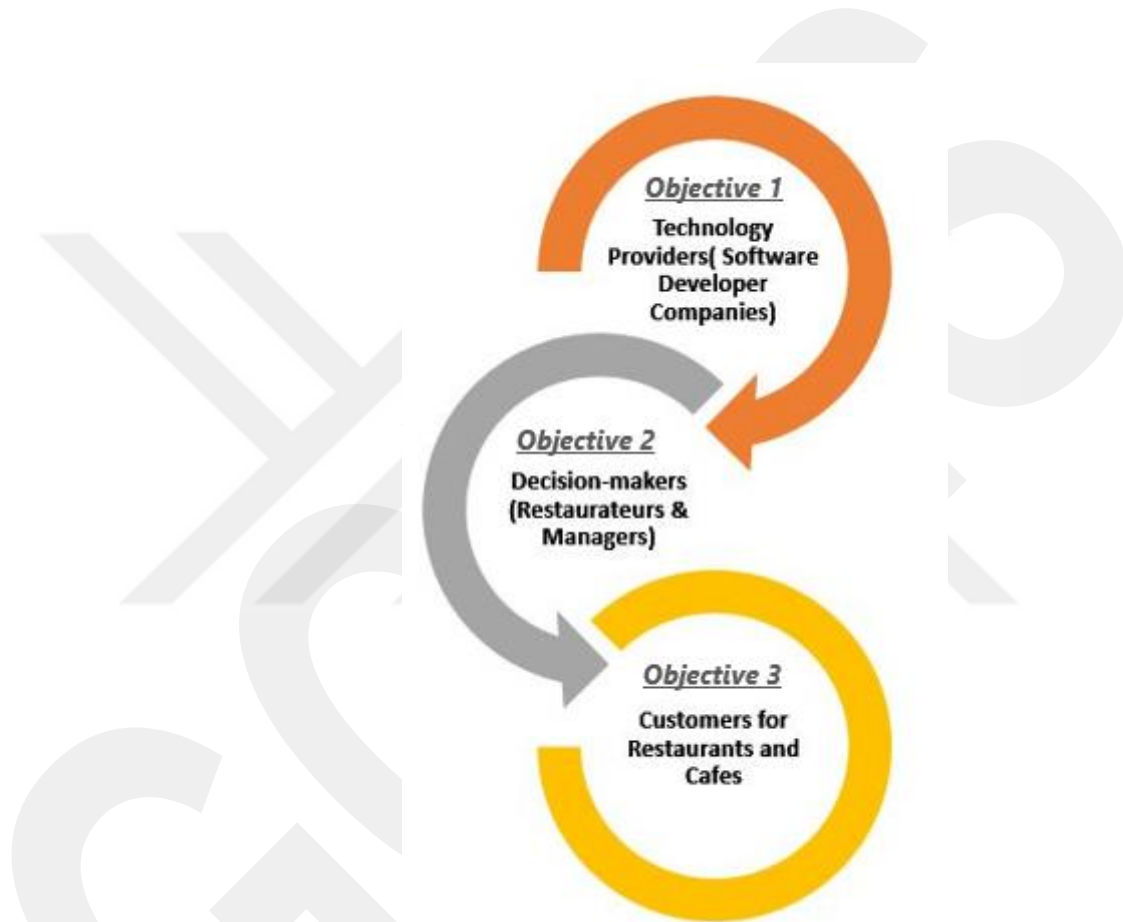 Objective 1
Technology
Providers( Software
Developer
Companies)
Objective 2
Decision-makers
(Restaurateurs &
Managers)
Objective 3
Customers for
Restaurants and
Cafes